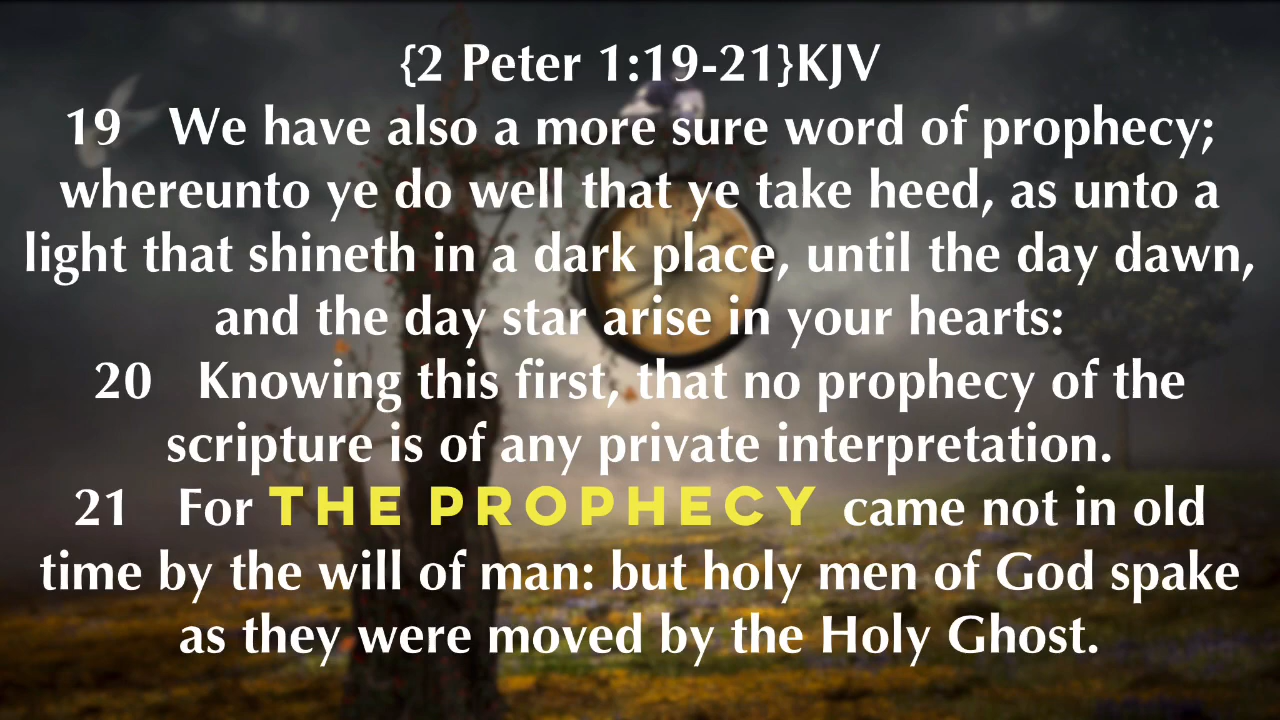 {2 Peter 1:19-21}KJV
19 We have also a more sure word of prophecy;
whereunto ye do well that ye take heed, as unto a
light that shineth in a dark place, until the day dawn,
and the day star arise in your hearts:
20 Knowing this first, that no prophecy of the
scripture is of any private interpretation.
21 For THE PROPHECY came not in old
time by the will of man: but holy men of God spake
as they were moved by the Holy Ghost.